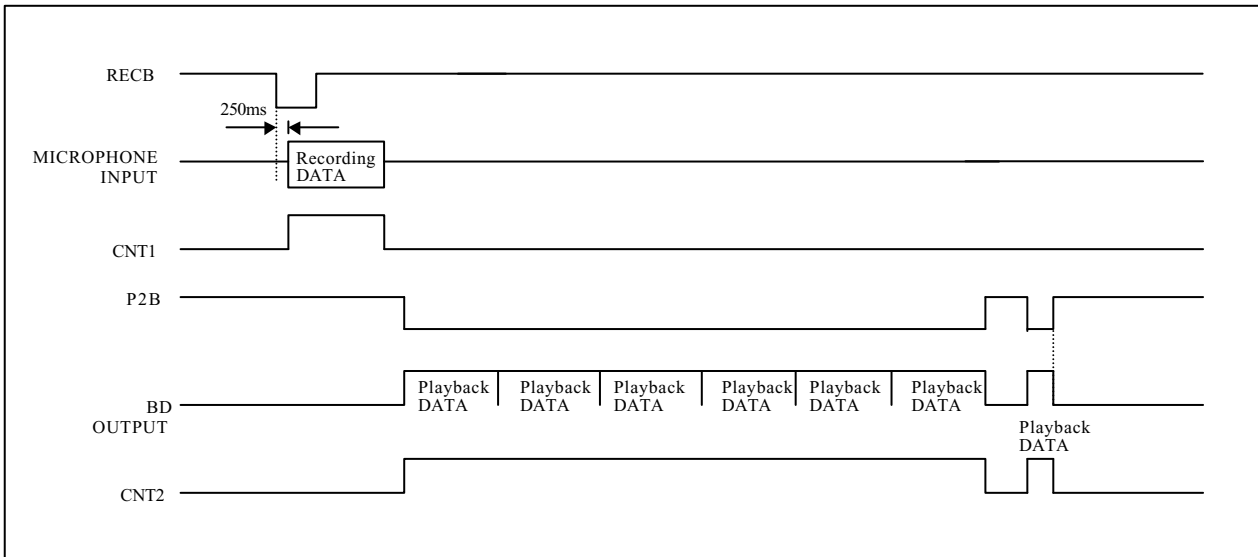 RECB
250ms
MICROPHONE
INPUT
Recording
DATA
CNT1
P2B
BD
OUTPUT
Playback
DATA
Playback
DATA
Playback
DATA
Playback
DATA
Playback
DATA
Playback
DATA
Playback
DATA
CNT2